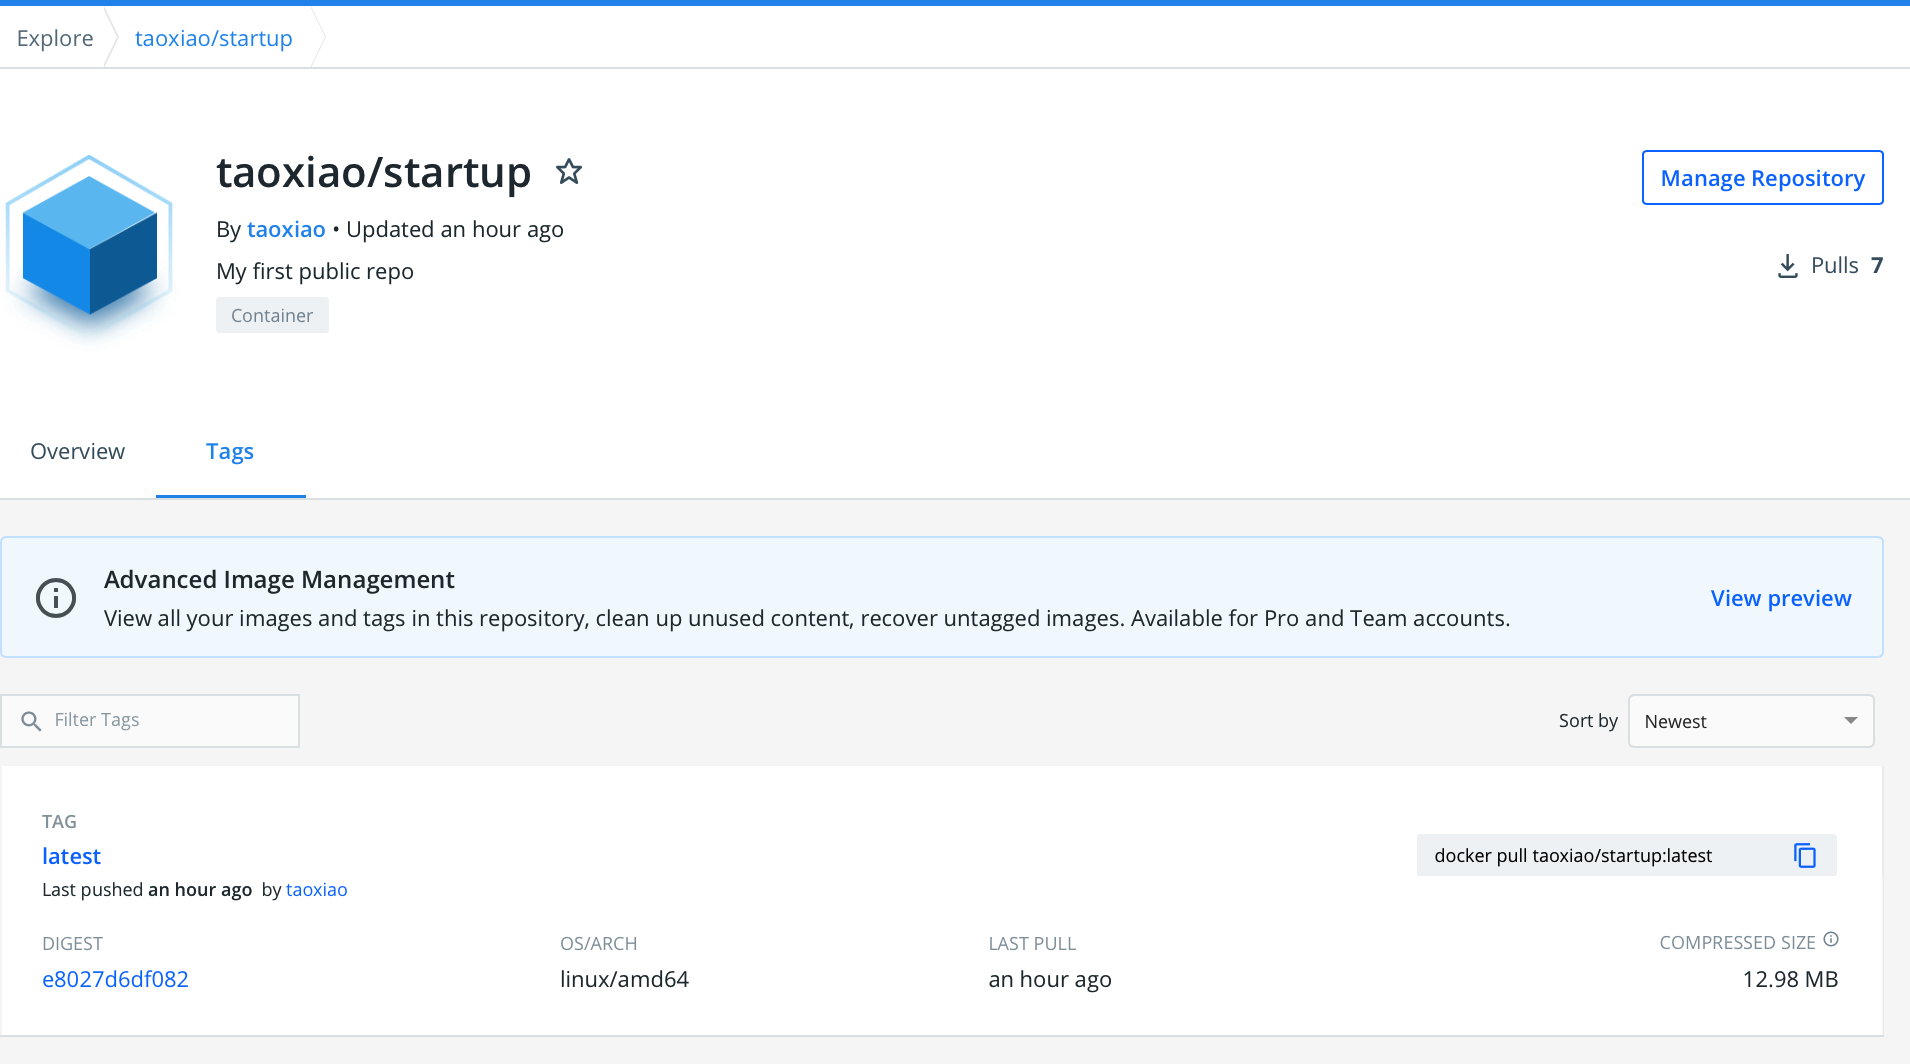 Explore
taoxiao/startup
taoxiao/startup
By taoxiao • Updated an hour ago
My first public repo
Container
Manage Repository
Pulls 7
Overview
Tags
Advanced Image Management
View all your images and tags in this repository, clean up unused content, recover untagged images. Available for Pro and Team accounts.
View preview
Filter Tags
Sort by
Newest
TAG
latest
Last pushed an hour ago by taoxiao
docker pull taoxiao/startup:latest
DIGEST
e8027d6df082
OS/ARCH
linux/amd64
LAST PULL
an hour ago
COMPRESSED SIZE
12.98 MB